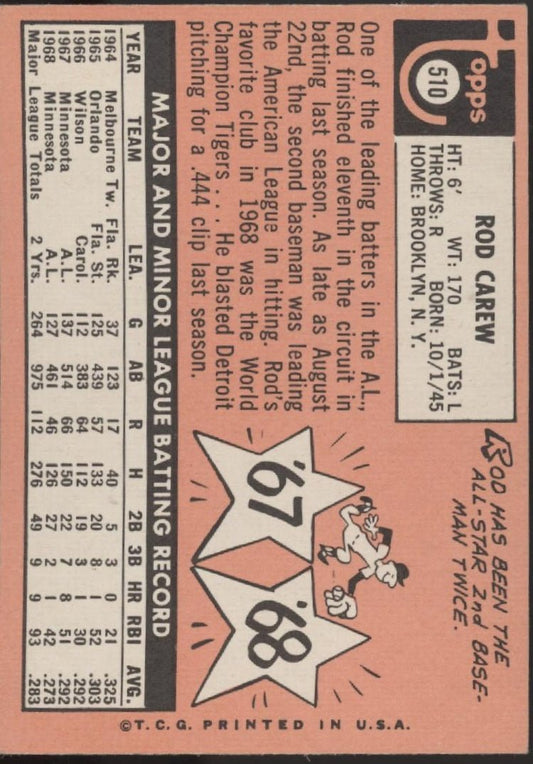 Topps
510
ROD CAREW
HT: 6' WT: 170 BATS: L
THROWS: R BORN: 10/1/45
HOME: BROOKLYN, N. Y.
ROD HAS BEEN THE
ALL-STAR 2nd BASE-
MAN TWICE.
One of the leading batters in the A.L.,
Rod finished eleventh in the circuit in
batting last season. As late as August
22nd, the second baseman was leading
the American League in hitting. Rod's
favorite club in 1968 was the World
Champion Tigers . . . He blasted Detroit
pitching for a .444 clip last season.
'67
'68
MAJOR AND MINOR LEAGUE BATTING RECORD
YEAR TEAM LEA. G AB R H 2B 3B HR RBI AVG.
1964 Melbourne Tw. Fla. Rk. 37 123 17 40 5 3 0 21 .325
1965 Orlando Fla. St. 125 439 57 133 20 8 1 52 .303
1966 Wilson Carol. 112 383 64 112 19 3 1 30 .292
1967 Minnesota A.L. 137 514 66 150 22 7 8 51 .292
1968 Minnesota A.L. 127 461 46 126 27 2 1 42 .273
Major League Totals 2 Yrs. 264 975 112 276 49 9 9 93 .283
©T.C.G. PRINTED IN U.S.A.